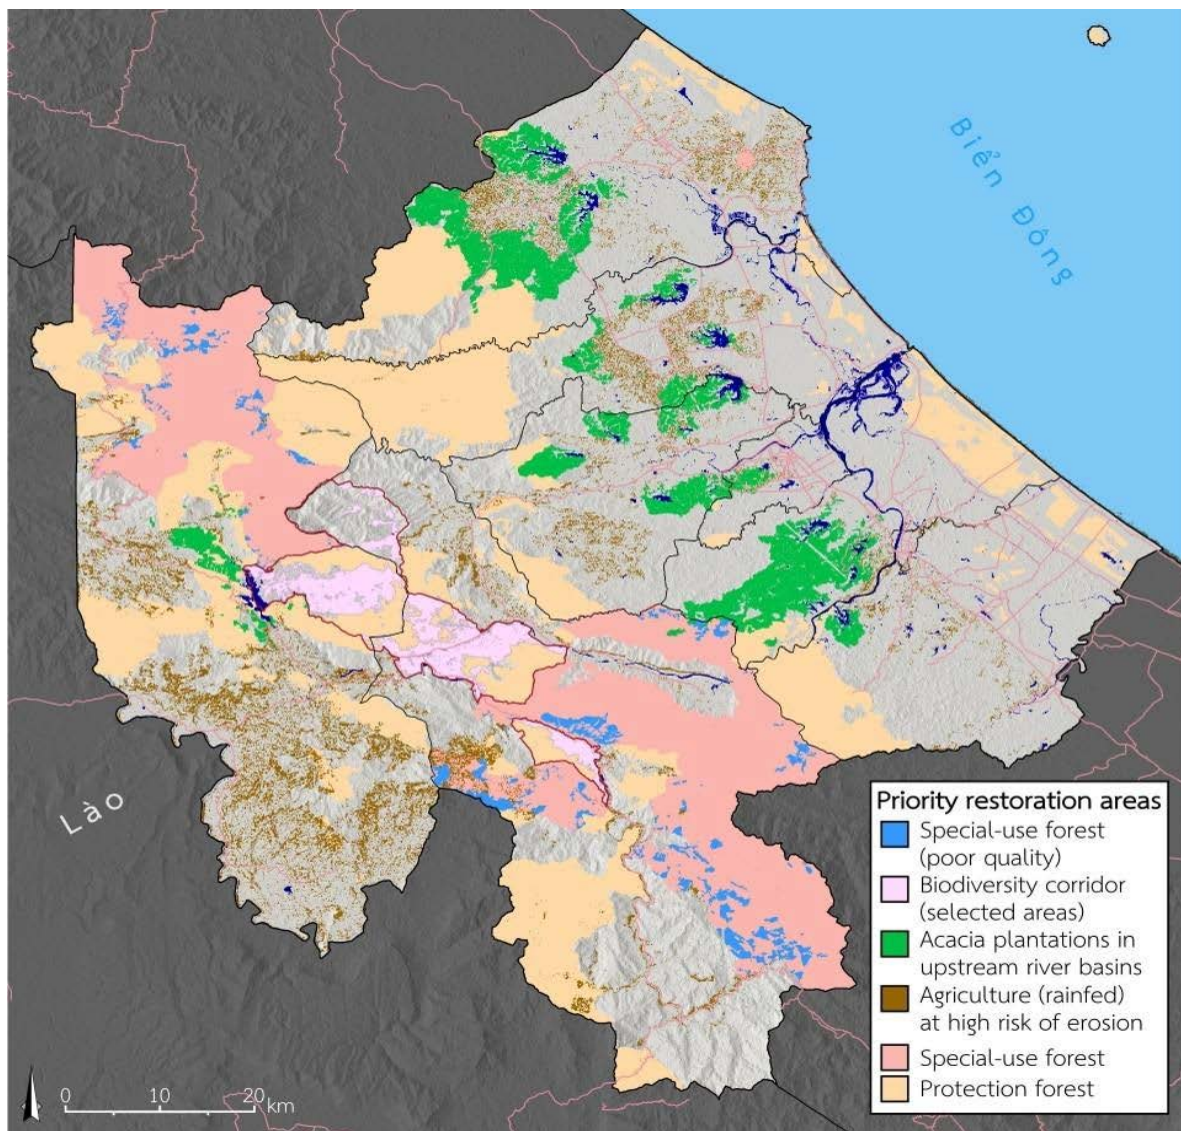 Biển Đông
Lào
Priority restoration areas
Special-use forest
(poor quality)
Biodiversity corridor
(selected areas)
Acacia plantations in
upstream river basins
Agriculture (rainfed)
at high risk of erosion
Special-use forest
Protection forest
0 10 20
km